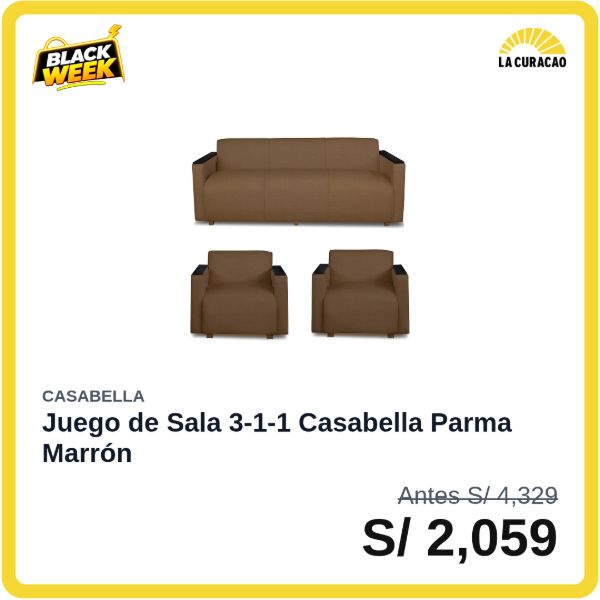 BLACK
WEEK
LA CURACAO
CASABELLA
Juego de Sala 3-1-1 Casabella Parma
Marrón
Antes S/ 4,329
S/ 2,059